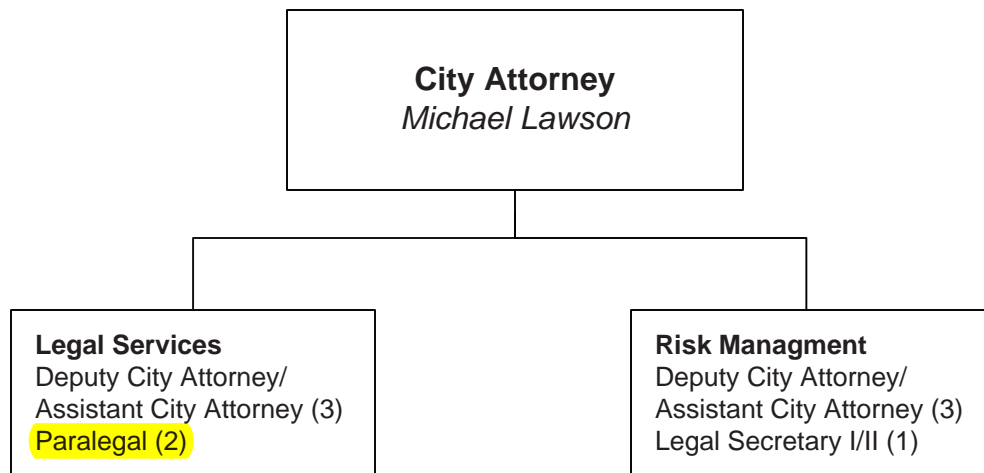 City Attorney
Michael Lawson
Legal Services
Deputy City Attorney/
Assistant City Attorney (3)
Paralegal (2)
Risk Managment
Deputy City Attorney/
Assistant City Attorney (3)
Legal Secretary I/II (1)